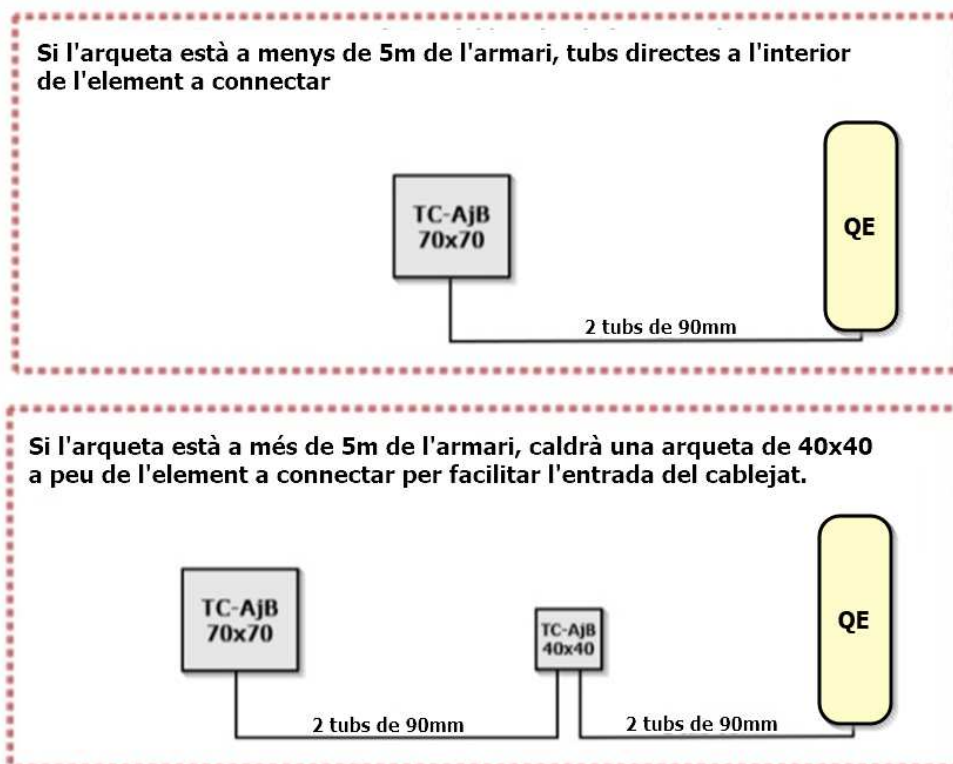 Si l'arqueta està a menys de 5m de l'armari, tubs directes a l'interior
de l'element a connectar
TC-AjB
70x70
QE
2 tubs de 90mm
Si l'arqueta està a més de 5m de l'armari, caldrà una arqueta de 40x40
a peu de l'element a connectar per facilitar l'entrada del cablejat.
TC-AjB
70x70
TC-AjB
40x40
QE
2 tubs de 90mm
2 tubs de 90mm